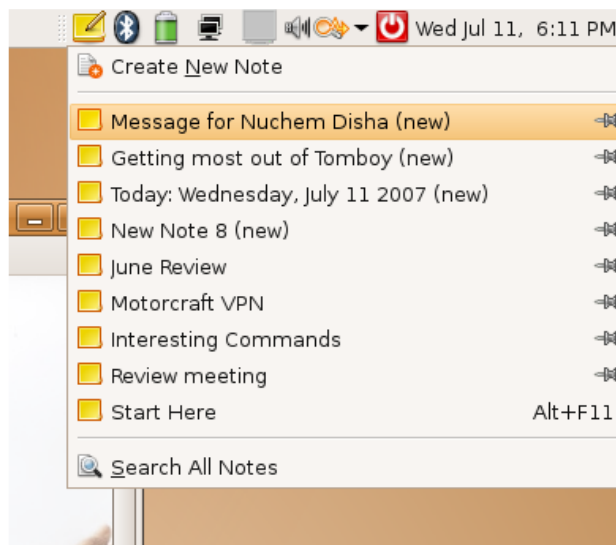 Wed Jul 11, 6:11 PM
Create New Note
Message for Nuchem Disha (new)
Getting most out of Tomboy (new)
Today: Wednesday, July 11 2007 (new)
New Note 8 (new)
June Review
Motorcraft VPN
Interesting Commands
Review meeting
Start Here Alt+F11
Search All Notes